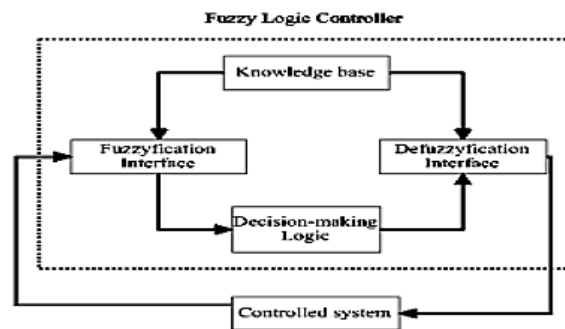 Fuzzy Logic Controller
Knowledge base
Fuzzyfication
Interface
Defuzzyfication
Interface
Decision-making
Logic
Controlled system